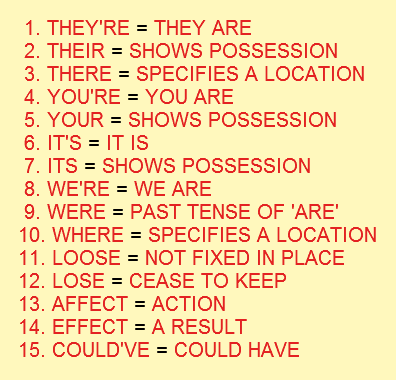 1. THEY'RE = THEY ARE
2. THEIR = SHOWS POSSESSION
3. THERE = SPECIFIES A LOCATION
4. YOU'RE = YOU ARE
5. YOUR = SHOWS POSSESSION
6. IT'S = IT IS
7. ITS = SHOWS POSSESSION
8. WE'RE = WE ARE
9. WERE = PAST TENSE OF 'ARE'
10. WHERE = SPECIFIES A LOCATION
11. LOOSE = NOT FIXED IN PLACE
12. LOSE = CEASE TO KEEP
13. AFFECT = ACTION
14. EFFECT = A RESULT
15. COULD'VE = COULD HAVE